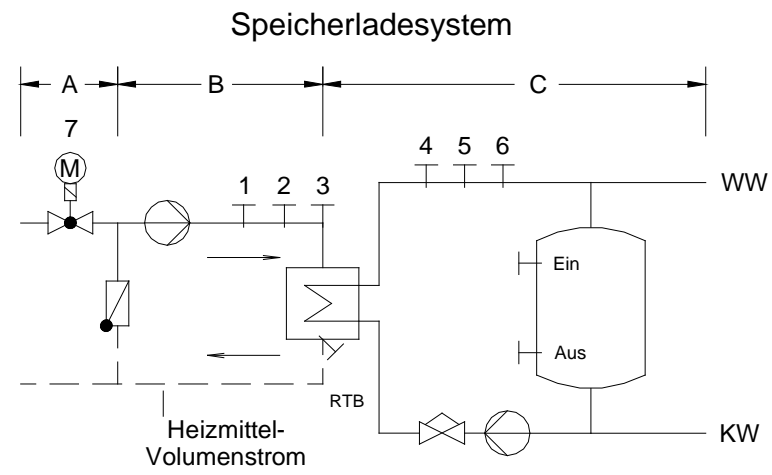 Speicherladesystem
A B C
7
M
1 2 3
4 5 6
WW
Ein
Aus
RTB
KW
Heizmittel-
Volumenstrom